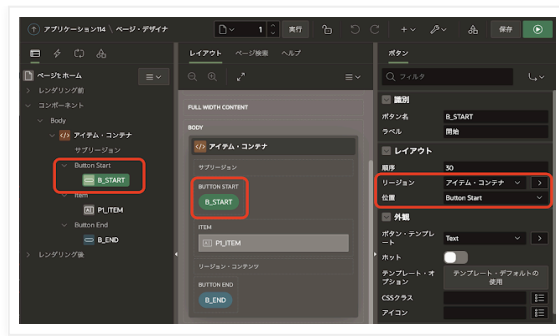 アプリケーション114 \ ページ・デザイナ
1
実行
保存
ページ1: ホーム
レンダリング前
コンポーネント
Body
アイテム・コンテナ
サブリージョン
Button Start
B_START
Item
P1_ITEM
Button End
B_END
レンダリング後
レイアウト
ページ検索
ヘルプ
FULL WIDTH CONTENT
BODY
アイテム・コンテナ
サブリージョン
BUTTON START
B_START
ITEM
P1_ITEM
リージョン・コンテンツ
BUTTON END
B_END
ボタン
フィルタ
識別
ボタン名 B_START
ラベル 開始
レイアウト
順序 30
リージョン アイテム・コンテナ
位置 Button Start
外観
ボタン・テンプレ
ート
Text
ホット
テンプレート・オ
プション
テンプレート・デフォルトの
使用
CSSクラス
アイコン